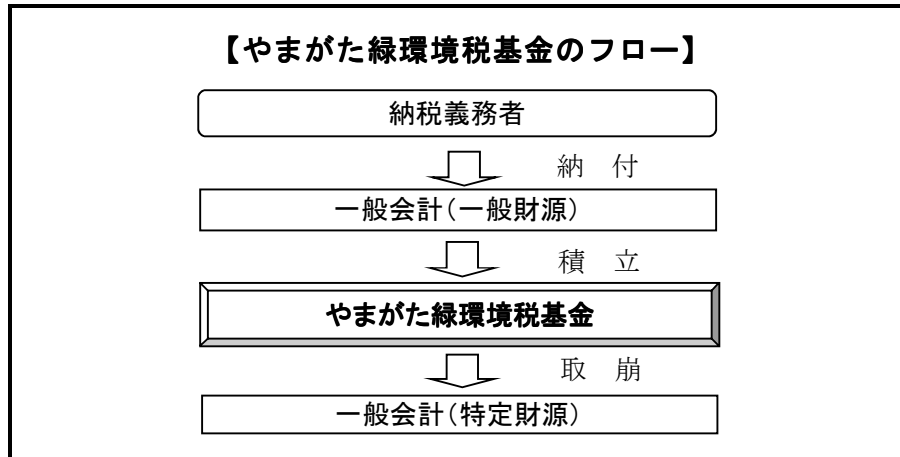 【やまがた緑環境税基金のフロー】
納税義務者
納 付
一般会計(一般財源)
積 立
やまがた緑環境税基金
取 崩
一般会計(特定財源)